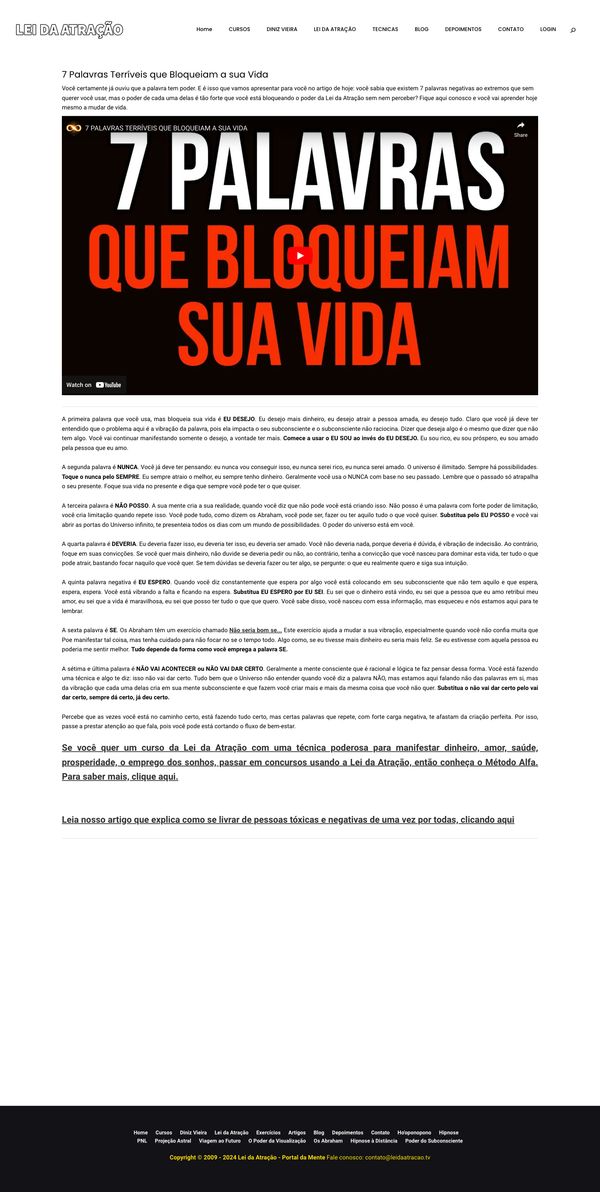 LEI DA ATRAÇÃO
Home CURSOS DINIZ VIEIRA LEI DA ATRAÇÃO TECNICAS BLOG DEPOIMENTOS CONTATO LOGIN
7 Palavras Terríveis que Bloqueiam a sua Vida
Você certamente já ouviu que a palavra tem poder. E é isso que vamos apresentar para você no artigo de hoje: você sabia que existem 7 palavras negativas ao extremos que sem
querer você usar, mas o poder de cada uma delas é tão forte que você está bloqueando o poder da Lei da Atração sem nem perceber? Fique aqui conosco e você vai aprender hoje
mesmo a mudar de vida.
7 PALAVRAS TERRÍVEIS QUE BLOQUEIAM A SUA VIDA
Share
7 PALAVRAS
QUE BLOQUEIAM
SUA VIDA
Watch on YouTube
A primeira palavra que você usa, mas bloqueia sua vida é EU DESEJO. Eu desejo mais dinheiro, eu desejo atrair a pessoa amada, eu desejo tudo. Claro que você já deve ter
entendido que o problema aqui é a vibração da palavra, pois ela impacta o seu subconsciente e o subconsciente não raciocina. Dizer que deseja algo é o mesmo que dizer que não
tem algo. Você vai continuar manifestando somente o desejo, a vontade ter mais. Comece a usar o EU SOU ao invés do EU DESEJO. Eu sou rico, eu sou próspero, eu sou amado
pela pessoa que eu amo.
A segunda palavra é NUNCA. Você já deve ter pensando: eu nunca vou conseguir isso, eu nunca serei rico, eu nunca serei amado. O universo é ilimitado. Sempre há possibilidades.
Toque o nunca pelo SEMPRE. Eu sempre atraio o melhor, eu sempre tenho dinheiro. Geralmente você usa o NUNCA com base no seu passado. Lembre que o passado só atrapalha
o seu presente. Foque sua vida no presente e diga que sempre você pode ter o que quiser.
A terceira palavra é NÃO POSSO. A sua mente cria a sua realidade, quando você diz que não pode você está criando isso. Não posso é uma palavra com forte poder de limitação,
você cria limitação quando repete isso. Você pode tudo, como dizem os Abraham, você pode ser, fazer ou ter aquilo tudo o que você quiser. Substitua pelo EU POSSO e você vai
abrir as portas do Universo infinito, te presenteia todos os dias com um mundo de possibilidades. O poder do universo está em você.
A quarta palavra é DEVERIA. Eu deveria fazer isso, eu deveria ter isso, eu deveria ser amado. Você não deveria nada, porque deveria é dúvida, é vibração de indecisão. Ao contrário,
foque em suas convicções. Se você quer mais dinheiro, não duvide se deveria pedir ou não, ao contrário, tenha a convicção que você nasceu para dominar esta vida, ter tudo o que
pode atrair, bastando focar naquilo que você quer. Se tem dúvidas se deveria fazer ou ter algo, se pergunte: o que eu realmente quero e siga sua intuição.
A quinta palavra negativa é EU ESPERO. Quando você diz constantemente que espera por algo você está colocando em seu subconsciente que não tem aquilo e que espera,
espera, espera. Você está vibrando a falta e ficando na espera. Substitua EU ESPERO por EU SEI. Eu sei que o dinheiro está vindo, eu sei que a pessoa que eu amo retribui meu
amor, eu sei que a vida é maravilhosa, eu sei que posso ter tudo o que que quero. Você sabe disso, você nasceu com essa informação, mas esqueceu e nós estamos aqui para te
lembrar.
A sexta palavra é SE. Os Abraham têm um exercício chamado Não seria bom se... Este exercício ajuda a mudar a sua vibração, especialmente quando você não confia muita que
Poe manifestar tal coisa, mas tenha cuidado para não focar no se o tempo todo. Algo como, se eu tivesse mais dinheiro eu seria mais feliz. Se eu estivesse com aquela pessoa eu
poderia me sentir melhor. Tudo depende da forma como você emprega a palavra SE.
A sétima e última palavra é NÃO VAI ACONTECER ou NÃO VAI DAR CERTO. Geralmente a mente consciente que é racional e lógica te faz pensar dessa forma. Você está fazendo
uma técnica e algo te diz: isso não vai dar certo. Tudo bem que o Universo não entender quando você diz a palavra NÃO, mas estamos aqui falando não das palavras em si, mas
da vibração que cada uma delas cria em sua mente subconsciente e que fazem você criar mais e mais da mesma coisa que você não quer. Substitua o não vai dar certo pelo vai
dar certo, sempre dá certo, já deu certo.
Percebe que as vezes você está no caminho certo, está fazendo tudo certo, mas certas palavras que repete, com forte carga negativa, te afastam da criação perfeita. Por isso,
passe a prestar atenção ao que fala, pois você pode está cortando o fluxo de bem-estar.
Se você quer um curso da Lei da Atração com uma técnica poderosa para manifestar dinheiro, amor, saúde,
prosperidade, o emprego dos sonhos, passar em concursos usando a Lei da Atração, então conheça o Método Alfa.
Para saber mais, clique aqui.
Leia nosso artigo que explica como se livrar de pessoas tóxicas e negativas de uma vez por todas, clicando aqui
Home Cursos Diniz Vieira Lei da Atração Exercícios Artigos Blog Depoimentos Contato Ho'oponopono Hipnose
PNL Projeção Astral Viagem ao Futuro O Poder da Visualização Os Abraham Hipnose à Distância Poder do Subconsciente
Copyright © 2009 - 2024 Lei da Atração - Portal da Mente Fale conosco: contato@leidaatracao.tv